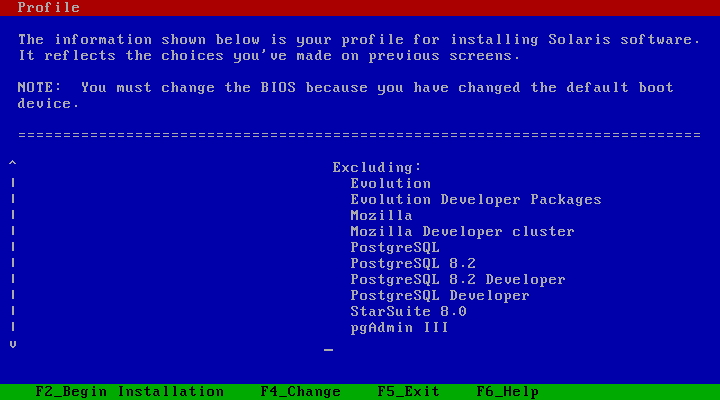 Profile
The information shown below is your profile for installing Solaris software.
It reflects the choices you've made on previous screens.
NOTE:  You must change the BIOS because you have changed the default boot
device.
============================================================================
Excluding:
Evolution
Evolution Developer Packages
Mozilla
Mozilla Developer cluster
PostgreSQL
PostgreSQL 8.2
PostgreSQL 8.2 Developer
PostgreSQL Developer
StarSuite 8.0
pgAdmin III
F2_Begin Installation    F4_Change    F5_Exit    F6_Help